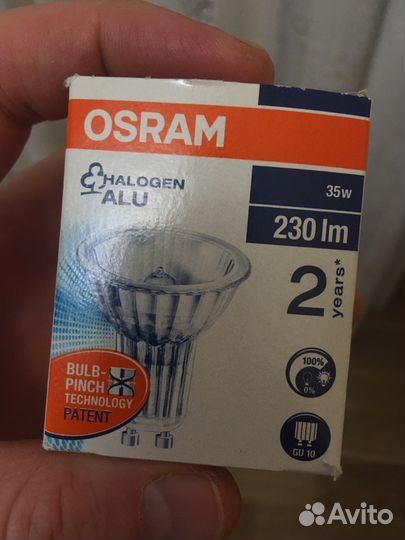 OSRAM
HALOGEN
ALU
35w
230 lm
2
years*
100%
0%
BULB-
PINCH
TECHNOLOGY
PATENT
GU 10
Avito